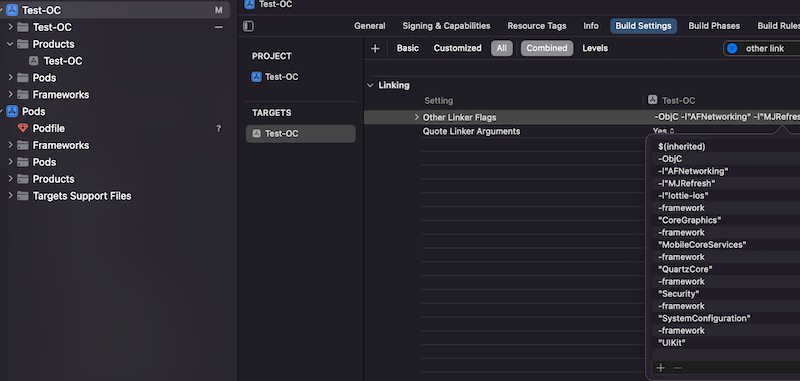 Test-OC
M
Test-OC
Products
Test-OC
Pods
Frameworks
Pods
Podfile
?
Frameworks
Pods
Products
Targets Support Files
Test-OC
General
Signing & Capabilities
Resource Tags
Info
Build Settings
Build Phases
Build Rules
+
Basic
Customized
All
Combined
Levels
other link
PROJECT
Test-OC
TARGETS
Test-OC
Linking
Setting
Test-OC
Other Linker Flags
-ObjC -l"AFNetworking" -l"MJRefres
Quote Linker Arguments
Yes
$(inherited)
-ObjC
-l"AFNetworking"
-l"MJRefresh"
-l"lottie-ios"
-framework
"CoreGraphics"
-framework
"MobileCoreServices"
-framework
"QuartzCore"
-framework
"Security"
-framework
"SystemConfiguration"
-framework
"UIKit"
+ −